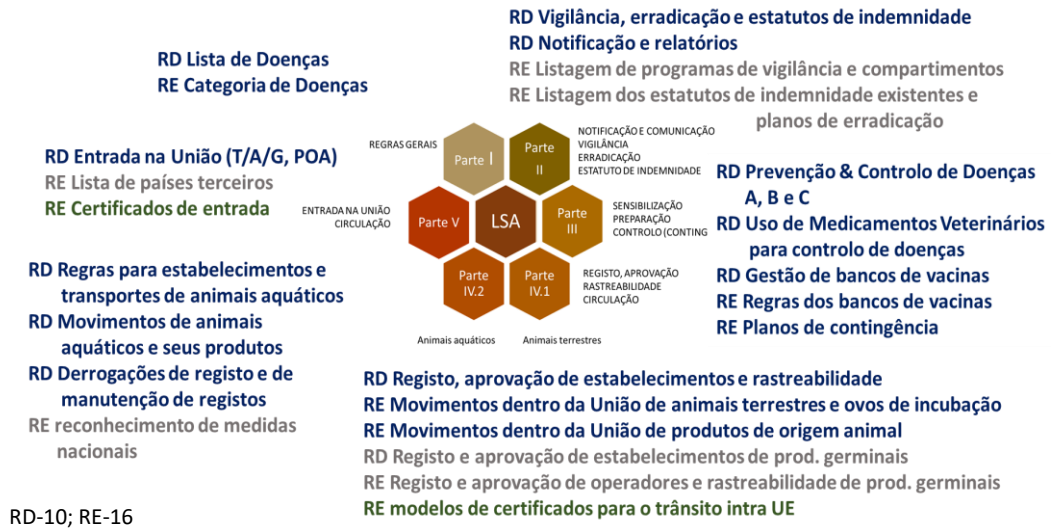 RD Lista de Doenças
RE Categoria de Doenças
RD Vigilância, erradicação e estatutos de indemnidade
RD Notificação e relatórios
RE Listagem de programas de vigilância e compartimentos
RE Listagem dos estatutos de indemnidade existentes e
planos de erradicação
RD Entrada na União (T/A/G, POA)
RE Lista de países terceiros
RE Certificados de entrada
REGRAS GERAIS
Parte I
Parte
II
NOTIFICAÇÃO E COMUNICAÇÃO
VIGILÂNCIA
ERRADICAÇÃO
ESTATUTO DE INDEMNIDADE
ENTRADA NA UNIÃO
CIRCULAÇÃO
Parte V
LSA
Parte
III
SENSIBILIZAÇÃO
PREPARAÇÃO
CONTROLO (CONTING
Parte
IV.2
Parte
IV.1
REGISTO, APROVAÇÃO
RASTREABILIDADE
CIRCULAÇÃO
Animais aquáticos
Animais terrestres
RD Prevenção & Controlo de Doenças
A, B e C
RD Uso de Medicamentos Veterinários
para controlo de doenças
RD Gestão de bancos de vacinas
RE Regras dos bancos de vacinas
RE Planos de contingência
RD Regras para estabelecimentos e
transportes de animais aquáticos
RD Movimentos de animais
aquáticos e seus produtos
RD Derrogações de registo e de
manutenção de registos
RE reconhecimento de medidas
nacionais
RD Registo, aprovação de estabelecimentos e rastreabilidade
RE Movimentos dentro da União de animais terrestres e ovos de incubação
RE Movimentos dentro da União de produtos de origem animal
RD Registo e aprovação de estabelecimentos de prod. germinais
RE Registo e aprovação de operadores e rastreabilidade de prod. germinais
RE modelos de certificados para o trânsito intra UE
RD-10; RE-16